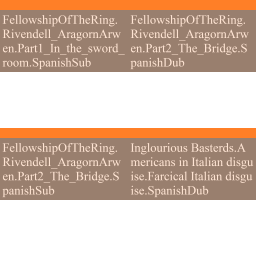 FellowshipOfTheRing.
Rivendell_AragornArw
en.Part1_In_the_sword_
room.SpanishSub
FellowshipOfTheRing.
Rivendell_AragornArw
en.Part2_The_Bridge.S
panishDub
FellowshipOfTheRing.
Rivendell_AragornArw
en.Part2_The_Bridge.S
panishSub
Inglourious Basterds.A
mericans in Italian disgu
ise.Farcical Italian disgu
ise.SpanishDub